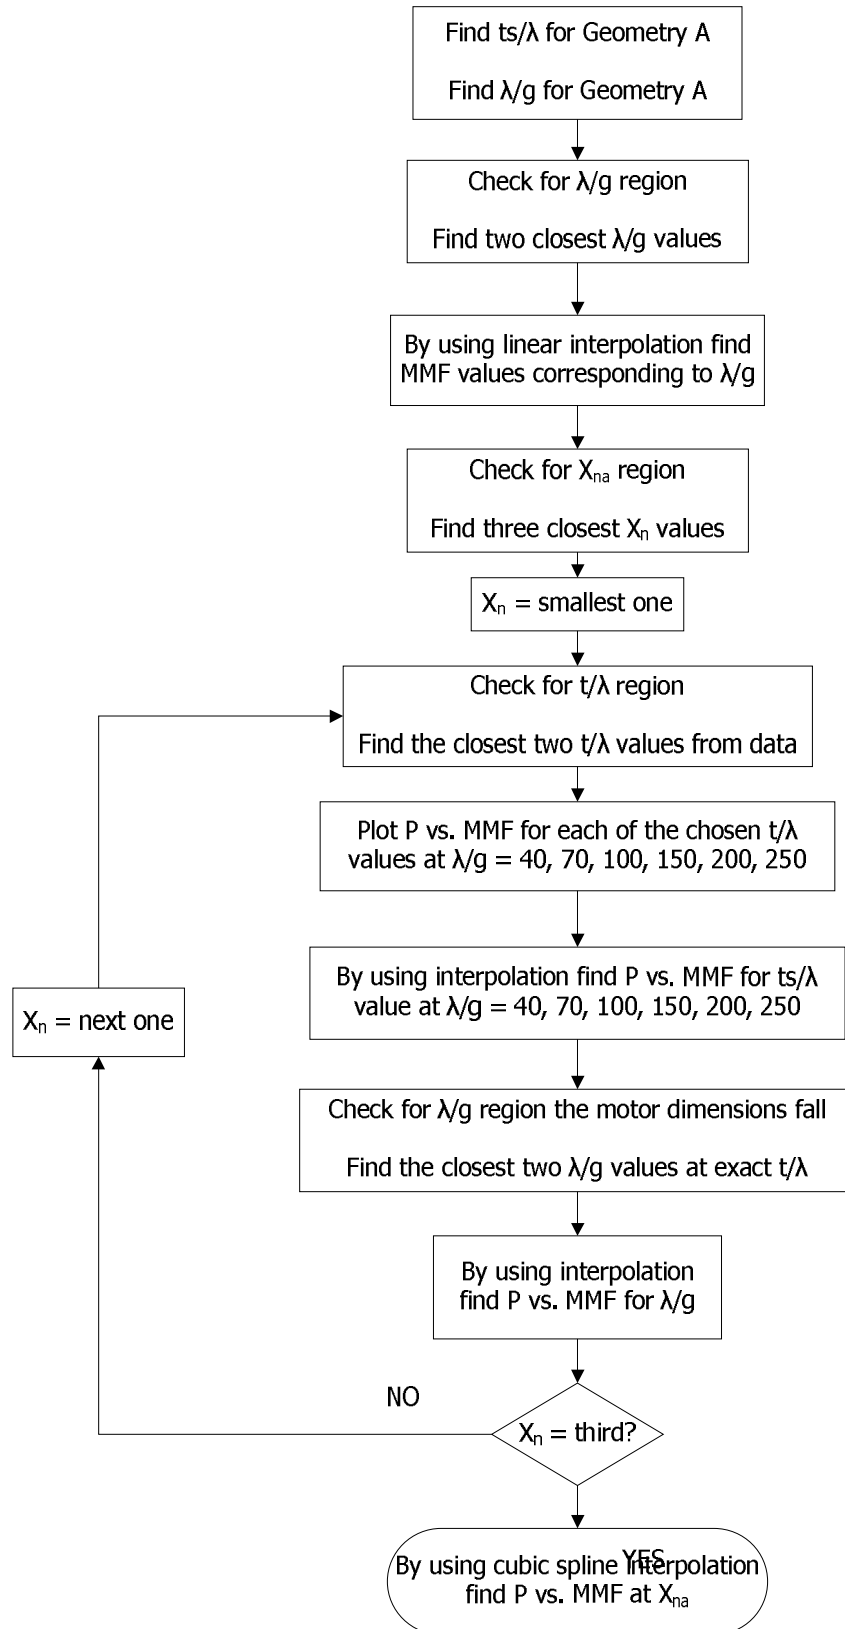 Find ts/λ for Geometry A
Find λ/g for Geometry A
Check for λ/g region
Find two closest λ/g values
By using linear interpolation find
MMF values corresponding to λ/g
Check for Xna region
Find three closest Xn values
Xn = smallest one
Check for t/λ region
Find the closest two t/λ values from data
Plot P vs. MMF for each of the chosen t/λ
values at λ/g = 40, 70, 100, 150, 200, 250
By using interpolation find P vs. MMF for ts/λ
value at λ/g = 40, 70, 100, 150, 200, 250
Xn = next one
Check for λ/g region the motor dimensions fall
Find the closest two λ/g values at exact t/λ
By using interpolation
find P vs. MMF for λ/g
NO
Xn = third?
YES
By using cubic spline interpolation
find P vs. MMF at Xna